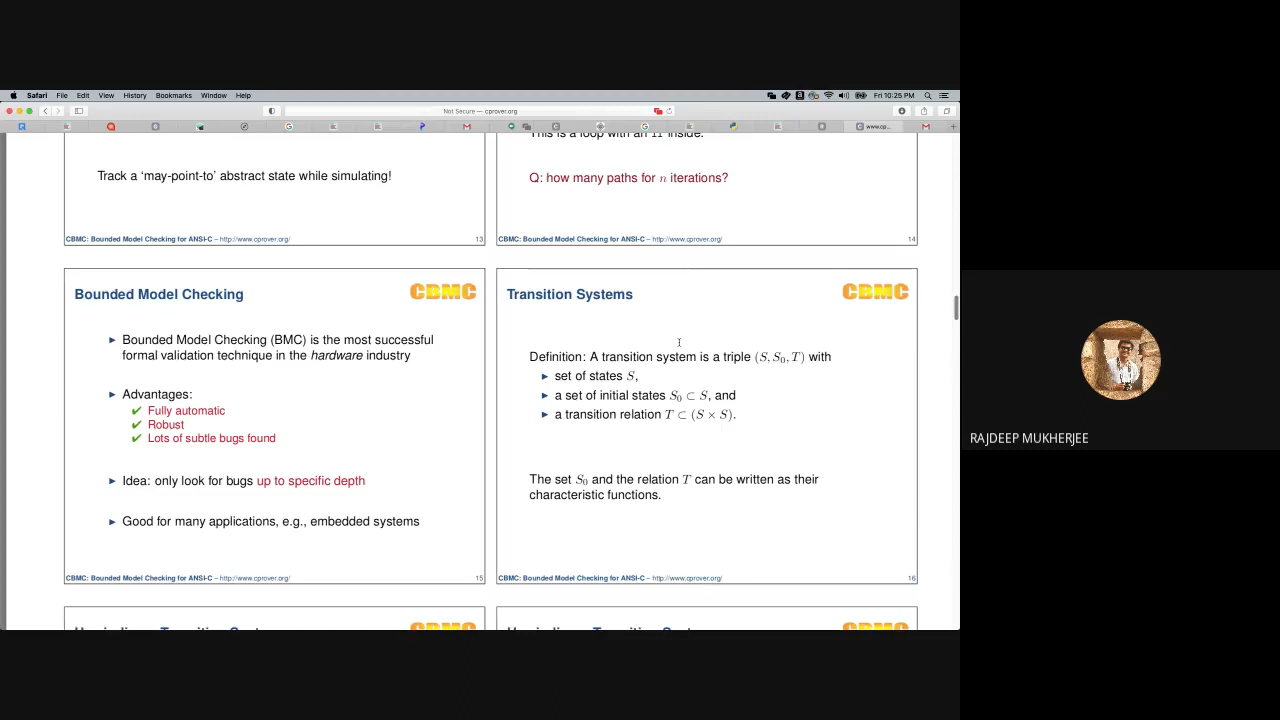 Safari File Edit View History Bookmarks Window Help
Fri 10:25 PM
Not Secure — cprover.org
www.cp...
Track a ‘may-point-to’ abstract state while simulating!
CBMC: Bounded Model Checking for ANSI-C – http://www.cprover.org/
13
This is a loop with an if inside.
Q: how many paths for n iterations?
CBMC: Bounded Model Checking for ANSI-C – http://www.cprover.org/
14
Bounded Model Checking
CBMC
► Bounded Model Checking (BMC) is the most successful
formal validation technique in the hardware industry
► Advantages:
✔ Fully automatic
✔ Robust
✔ Lots of subtle bugs found
► Idea: only look for bugs up to specific depth
► Good for many applications, e.g., embedded systems
CBMC: Bounded Model Checking for ANSI-C – http://www.cprover.org/
15
Transition Systems
CBMC
Definition: A transition system is a triple (S, S₀, T) with
► set of states S,
► a set of initial states S₀ ⊂ S, and
► a transition relation T ⊂ (S × S).
The set S₀ and the relation T can be written as their
characteristic functions.
CBMC: Bounded Model Checking for ANSI-C – http://www.cprover.org/
16
CBMC
CBMC
RAJDEEP MUKHERJEE